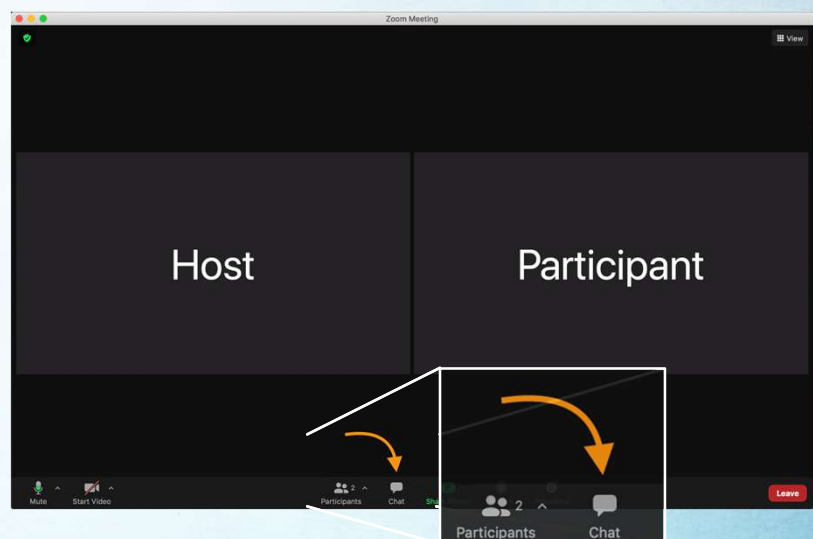 Zoom Meeting
View
Host
Participant
Mute
Start Video
Participants
2
Chat
Participants
2
Chat
Leave